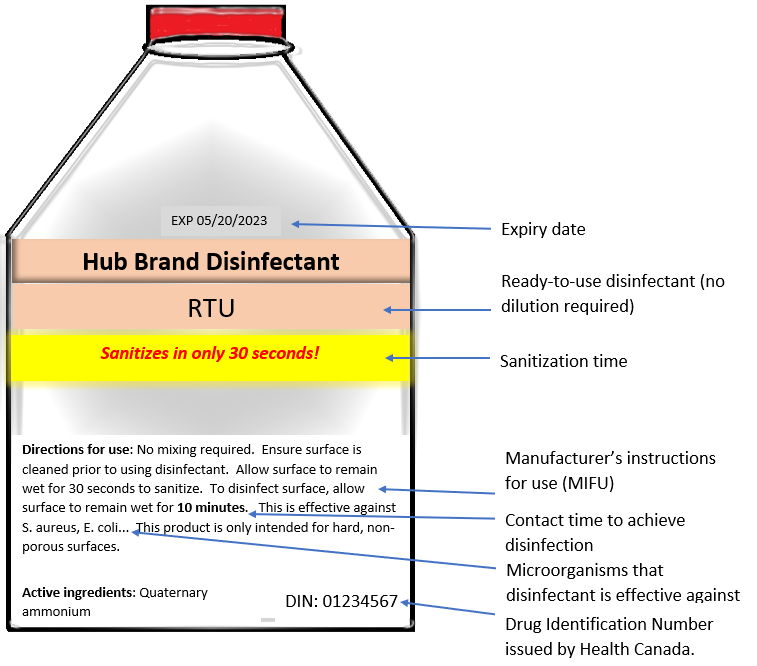 EXP 05/20/2023
Expiry date
Hub Brand Disinfectant
Ready-to-use disinfectant (no
dilution required)
RTU
Sanitizes in only 30 seconds!
Sanitization time
Directions for use: No mixing required.  Ensure surface is
cleaned prior to using disinfectant.  Allow surface to remain
wet for 30 seconds to sanitize.  To disinfect surface, allow
surface to remain wet for 10 minutes.  This is effective against
S. aureus, E. coli...  This product is only intended for hard, non-
porous surfaces.
Manufacturer’s instructions
for use (MIFU)
Contact time to achieve
disinfection
Microorganisms that
disinfectant is effective against
Active ingredients: Quaternary
ammonium
DIN: 01234567
Drug Identification Number
issued by Health Canada.